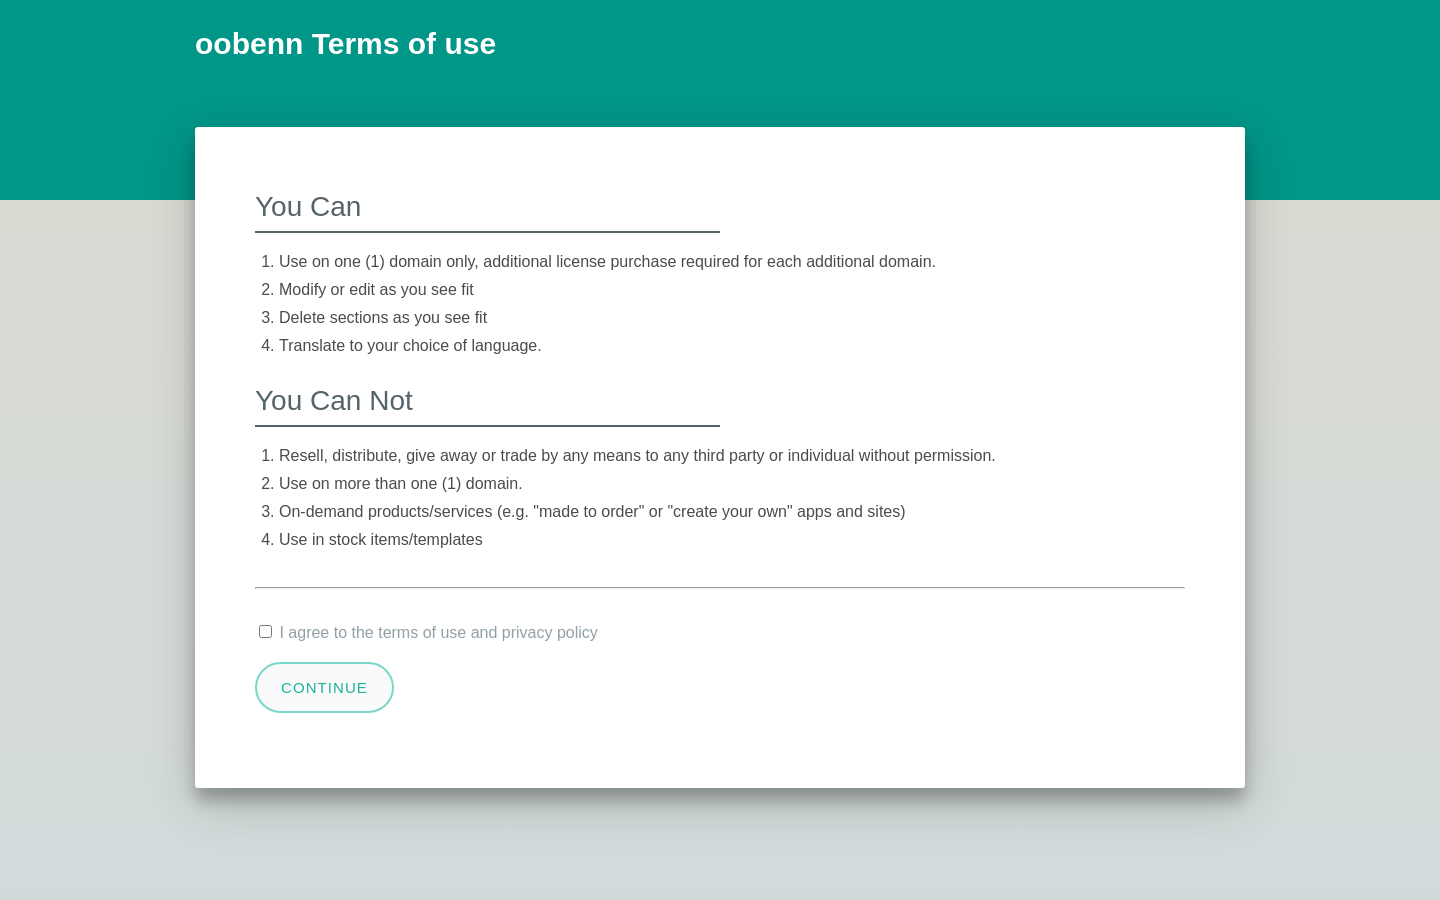 oobenn Terms of use
You Can
1. Use on one (1) domain only, additional license purchase required for each additional domain.
2. Modify or edit as you see fit
3. Delete sections as you see fit
4. Translate to your choice of language.
You Can Not
1. Resell, distribute, give away or trade by any means to any third party or individual without permission.
2. Use on more than one (1) domain.
3. On-demand products/services (e.g. "made to order" or "create your own" apps and sites)
4. Use in stock items/templates
I agree to the terms of use and privacy policy
CONTINUE